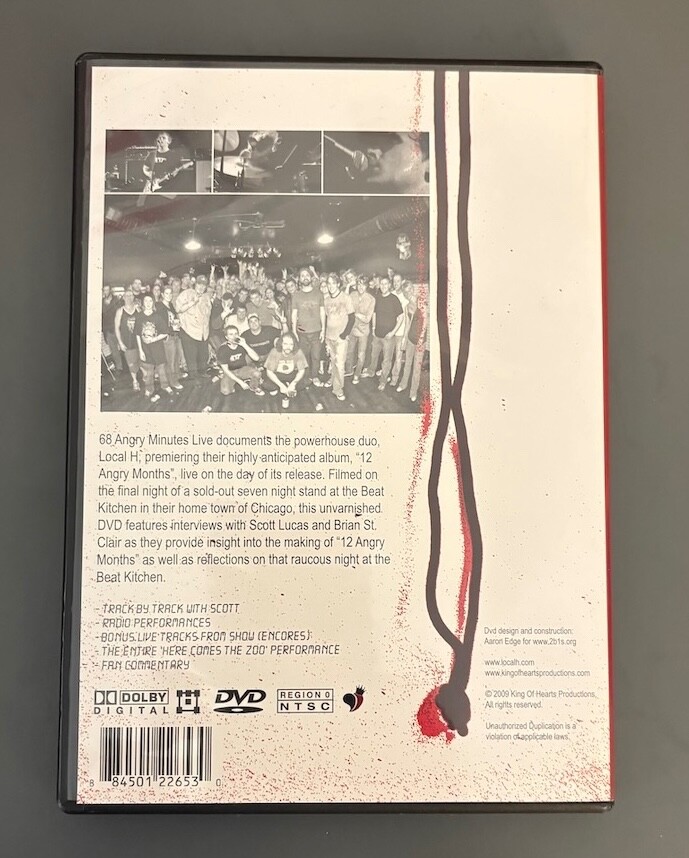 68 Angry Minutes Live documents the powerhouse duo,
Local H, premiering their highly-anticipated album, “12
Angry Months”, live on the day of its release. Filmed on
the final night of a sold-out seven night stand at the Beat
Kitchen in their home town of Chicago, this unvarnished
DVD features interviews with Scott Lucas and Brian St.
Clair as they provide insight into the making of “12 Angry
Months” as well as reflections on that raucous night at the
Beat Kitchen.
- TRACK BY TRACK WITH SCOTT
- RADIO PERFORMANCES
- BONUS LIVE TRACKS FROM SHOW (ENCORES):
- THE ENTIRE 'HERE COMES THE ZOO' PERFORMANCE
- FAN COMMENTARY
DOLBY
DIGITAL
H
DVD
REGION 0
NTSC
8 84501 22653 0
Dvd design and construction:
Aaron Edge for www.2b1s.org
www.localh.com
www.kingofheartsproductions.com
© 2009 King Of Hearts Productions.
All rights reserved.
Unauthorized Duplication is a
violation of applicable laws.